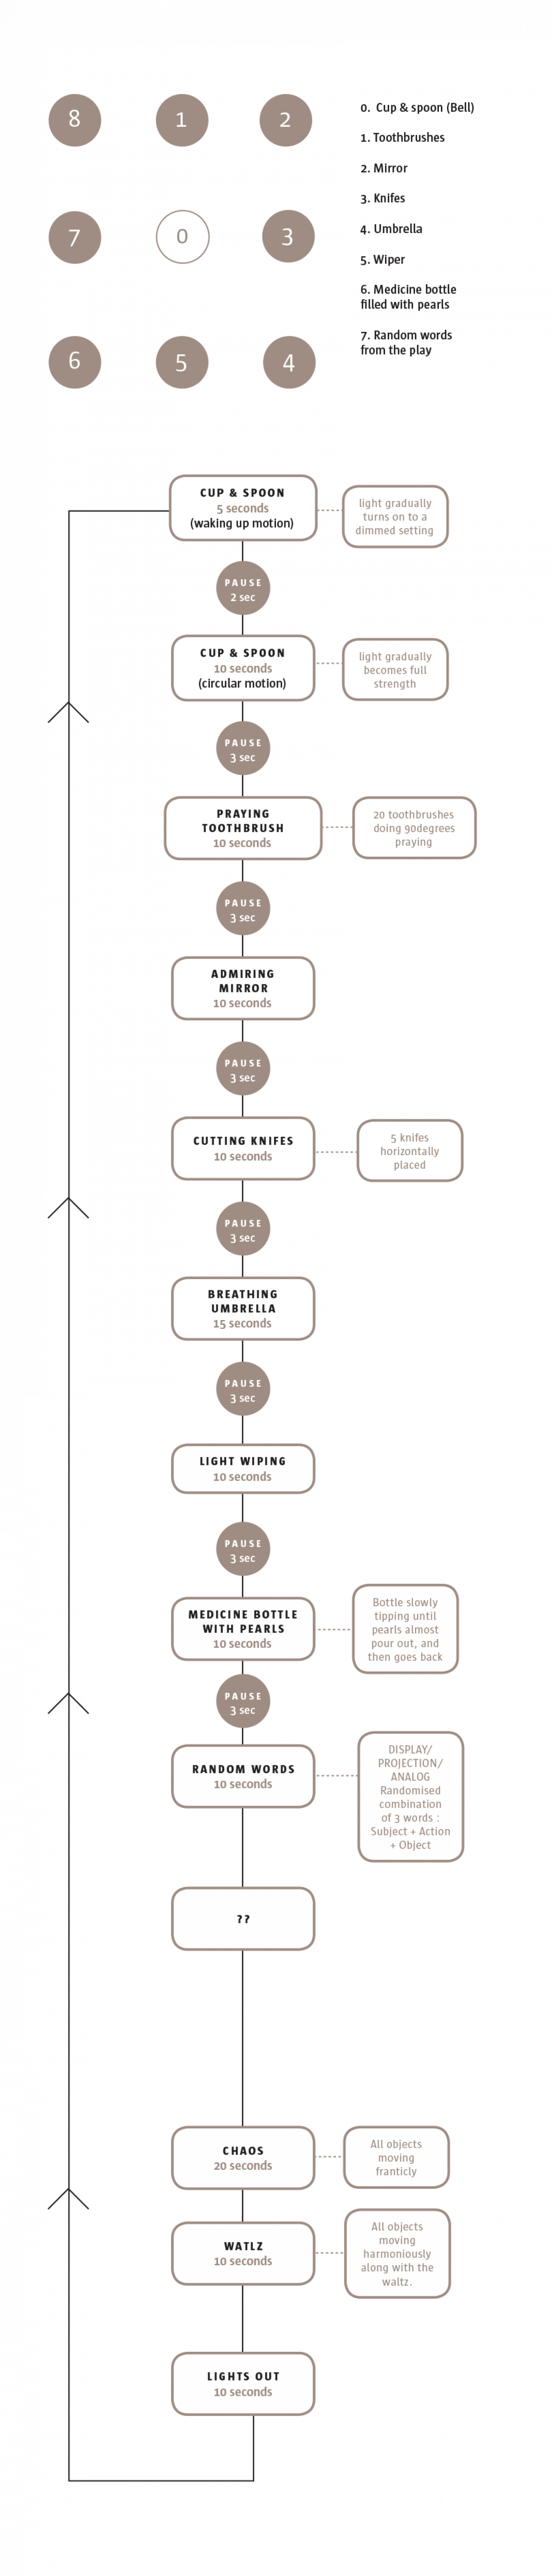 8
1
2
7
0
3
6
5
4
0. Cup & spoon (Bell)
1. Toothbrushes
2. Mirror
3. Knifes
4. Umbrella
5. Wiper
6. Medicine bottle
filled with pearls
7. Random words
from the play
CUP & SPOON
5 seconds
(waking up motion)
light gradually
turns on to a
dimmed setting
PAUSE
2 sec
CUP & SPOON
10 seconds
(circular motion)
light gradually
becomes full
strength
PAUSE
3 sec
PRAYING
TOOTHBRUSH
10 seconds
20 toothbrushes
doing 90degrees
praying
PAUSE
3 sec
ADMIRING
MIRROR
10 seconds
PAUSE
3 sec
CUTTING KNIFES
10 seconds
5 knifes
horizontally
placed
PAUSE
3 sec
BREATHING
UMBRELLA
15 seconds
PAUSE
3 sec
LIGHT WIPING
10 seconds
PAUSE
3 sec
MEDICINE BOTTLE
WITH PEARLS
10 seconds
Bottle slowly
tipping until
pearls almost
pour out, and
then goes back
PAUSE
3 sec
RANDOM WORDS
10 seconds
DISPLAY/
PROJECTION/
ANALOG
Randomised
combination
of 3 words :
Subject + Action
+ Object
??
CHAOS
20 seconds
All objects
moving
franticly
WATLZ
10 seconds
All objects
moving
harmoniously
along with the
waltz.
LIGHTS OUT
10 seconds